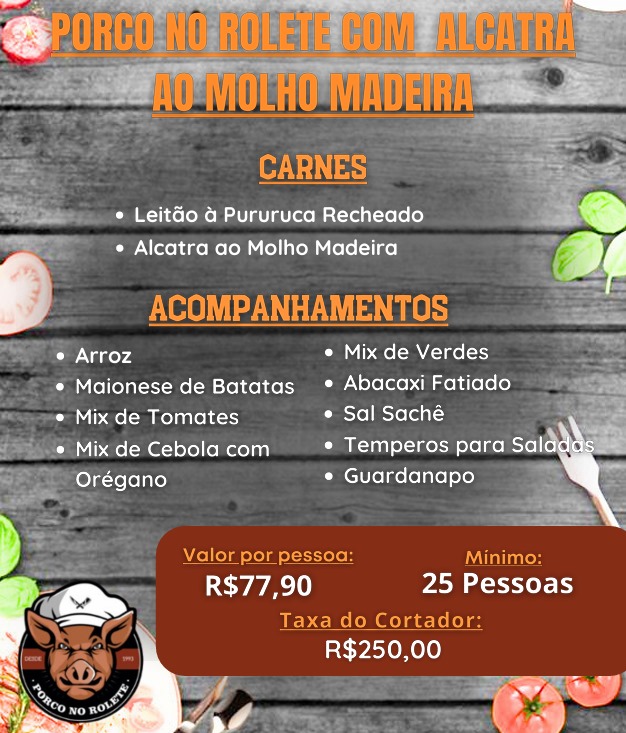 PORCO NO ROLETE COM ALCATRA
AO MOLHO MADEIRA
CARNES
Leitão à Pururuca Recheado
Alcatra ao Molho Madeira
ACOMPANHAMENTOS
Arroz
Maionese de Batatas
Mix de Tomates
Mix de Cebola com
Orégano
Mix de Verdes
Abacaxi Fatiado
Sal Sachê
Temperos para Saladas
Guardanapo
Valor por pessoa:
R$77,90
Mínimo:
25 Pessoas
Taxa do Cortador:
R$250,00
DESDE 1993
PORCO NO ROLETE